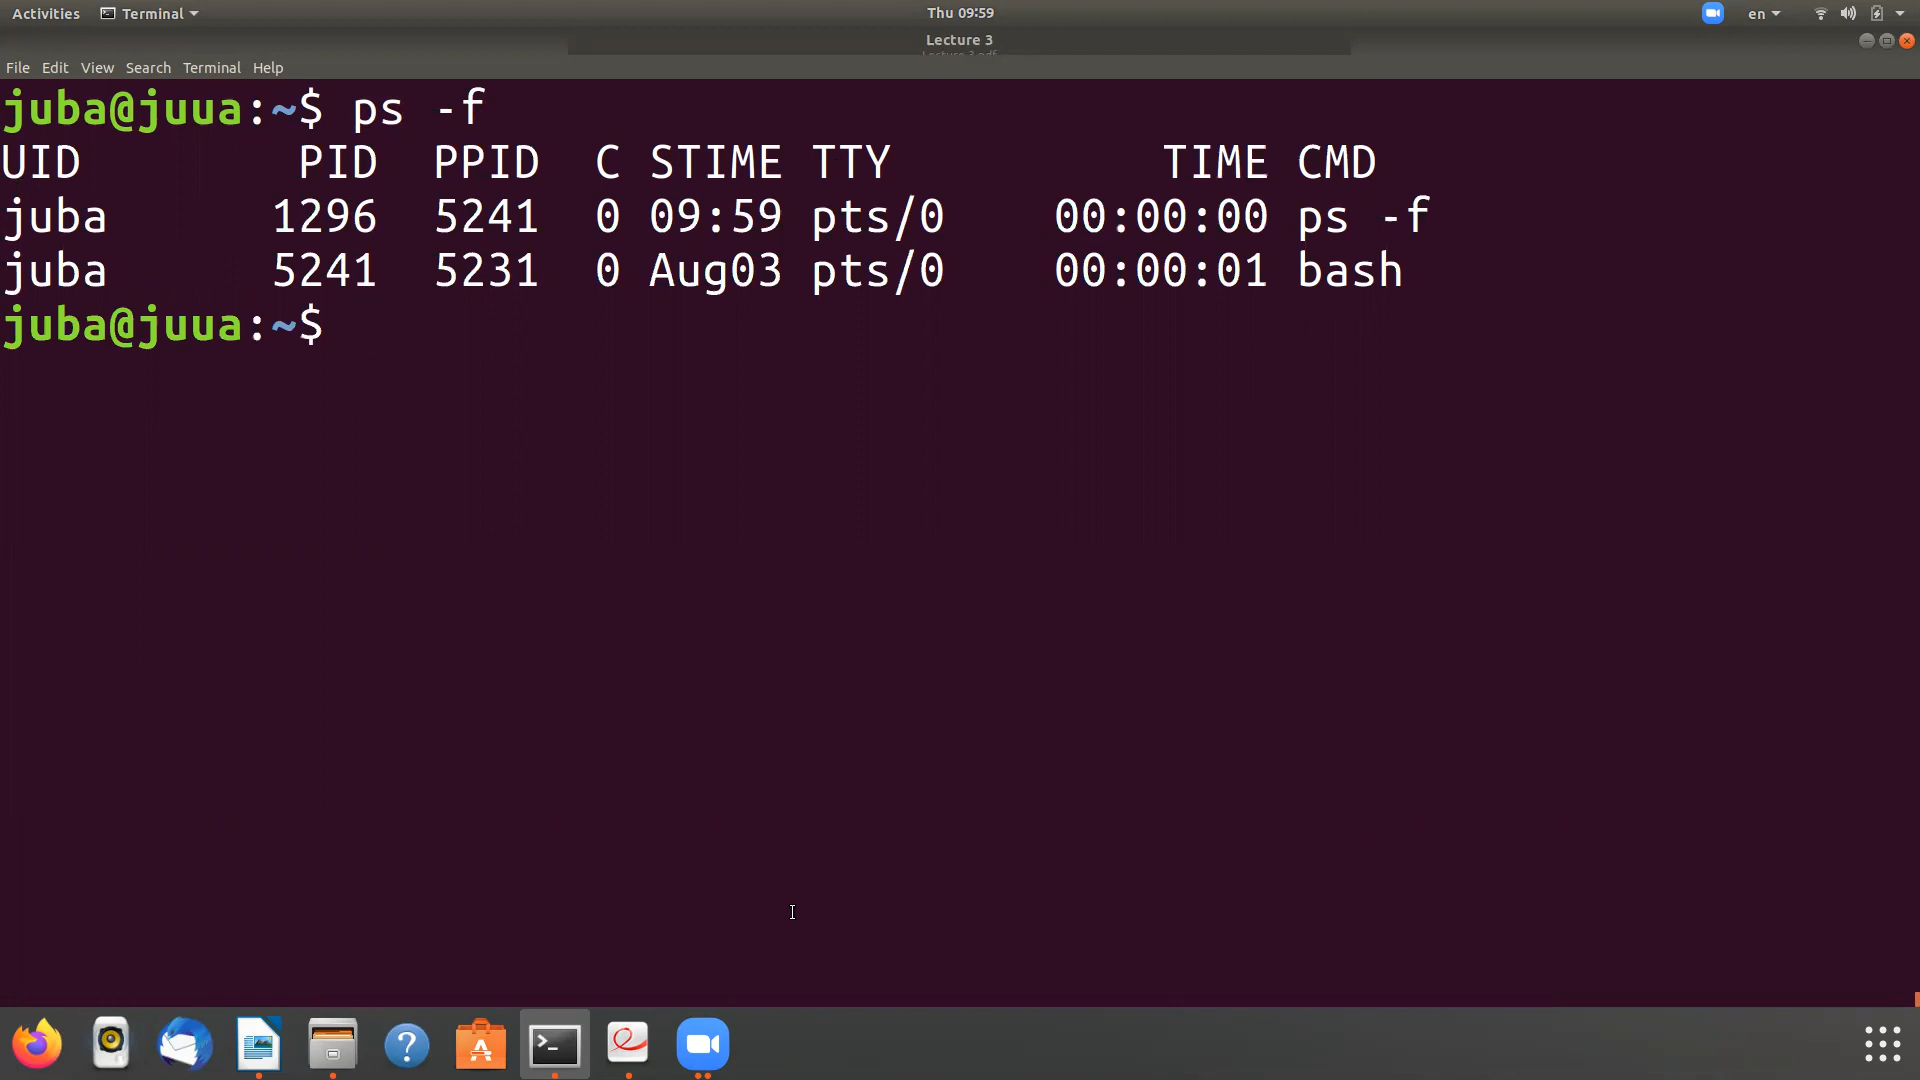 Activities Terminal Thu 09:59 en
Lecture 3
File Edit View Search Terminal Help
juba@juua:~$ ps -f
UID PID PPID C STIME TTY TIME CMD
juba 1296 5241 0 09:59 pts/0 00:00:00 ps -f
juba 5241 5231 0 Aug03 pts/0 00:00:01 bash
juba@juua:~$